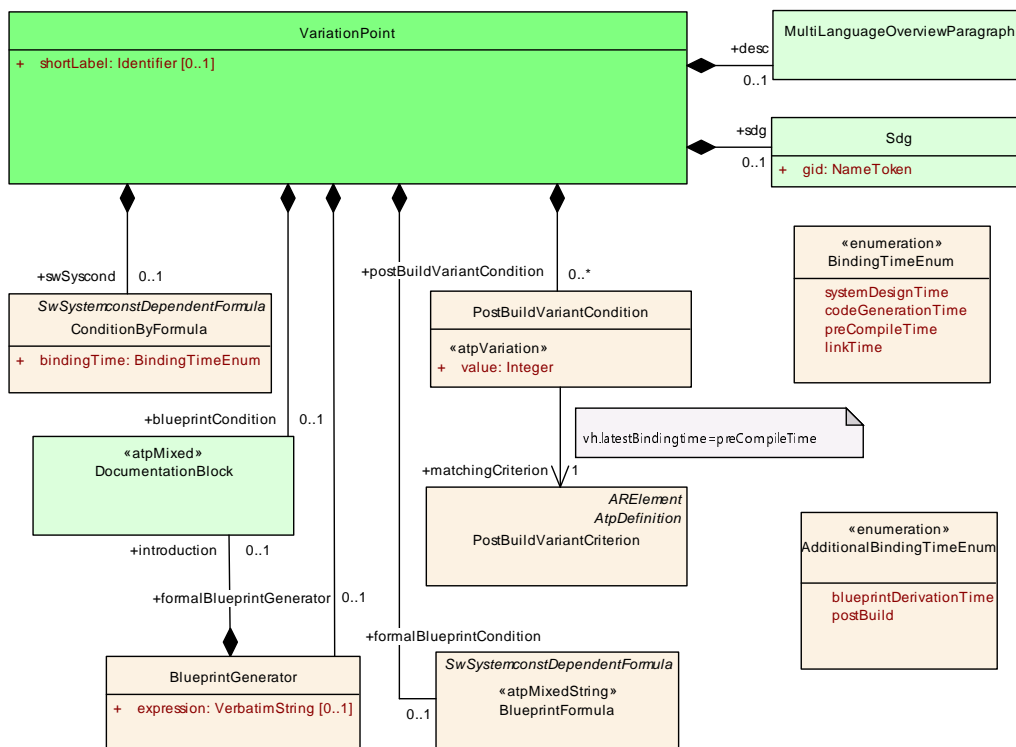 VariationPoint
+ shortLabel: Identifier [0..1]
+desc
0..1
MultiLanguageOverviewParagraph
+sdg
0..1
Sdg
+ gid: NameToken
+swSyscond
0..1
SwSystemconstDependentFormula
ConditionByFormula
+ bindingTime: BindingTimeEnum
+postBuildVariantCondition
0..*
PostBuildVariantCondition
«atpVariation»
+ value: Integer
«enumeration»
BindingTimeEnum
systemDesignTime
codeGenerationTime
preCompileTime
linkTime
+blueprintCondition
0..1
«atpMixed»
DocumentationBlock
vh.latestBindingtime=preCompileTime
+matchingCriterion
1
ARElement
AtpDefinition
PostBuildVariantCriterion
+introduction
0..1
+formalBlueprintGenerator
0..1
«enumeration»
AdditionalBindingTimeEnum
blueprintDerivationTime
postBuild
+formalBlueprintCondition
0..1
BlueprintGenerator
+ expression: VerbatimString [0..1]
SwSystemconstDependentFormula
«atpMixedString»
BlueprintFormula